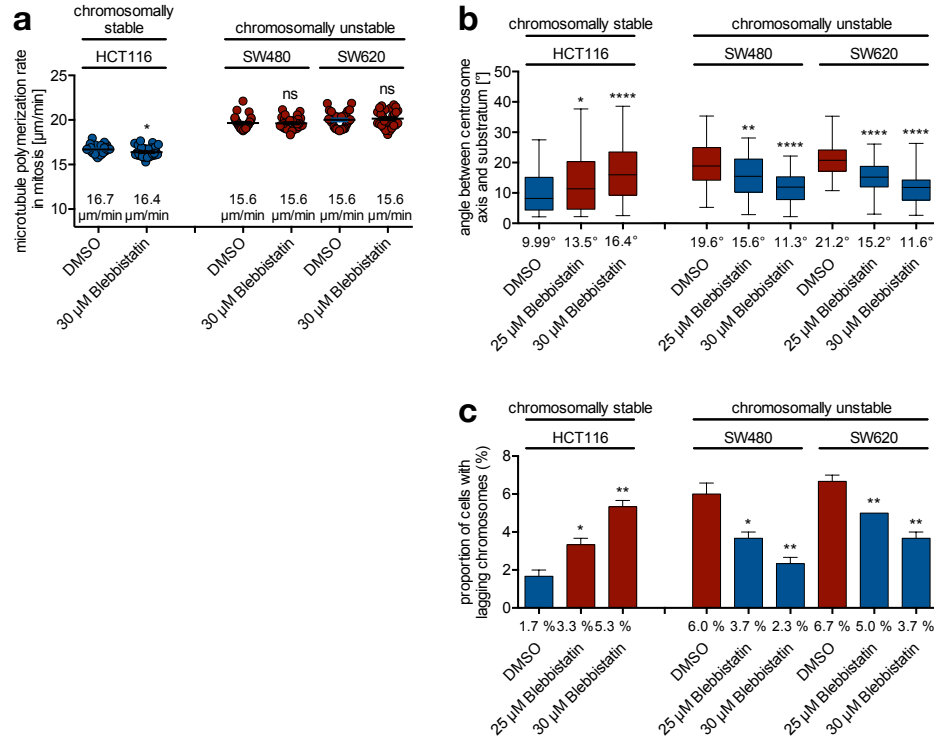 a
chromosomally
stable
chromosomally unstable
HCT116
SW480
SW620
microtubule polymerization rate
in mitosis [µm/min]
25
20
15
10
*
ns
ns
16.7
µm/min
16.4
µm/min
15.6
µm/min
15.6
µm/min
15.6
µm/min
15.6
µm/min
DMSO
30 µM Blebbistatin
DMSO
30 µM Blebbistatin
DMSO
30 µM Blebbistatin
b
chromosomally stable
chromosomally unstable
HCT116
SW480
SW620
angle between centrosome
axis and substratum [°]
50
40
30
20
10
0
*
****
**
****
****
****
9.99°
13.5°
16.4°
19.6°
15.6°
11.3°
21.2°
15.2°
11.6°
DMSO
25 µM Blebbistatin
30 µM Blebbistatin
DMSO
25 µM Blebbistatin
30 µM Blebbistatin
DMSO
25 µM Blebbistatin
30 µM Blebbistatin
c
chromosomally stable
chromosomally unstable
HCT116
SW480
SW620
proportion of cells with
lagging chromosomes (%)
8
6
4
2
0
*
**
*
**
**
**
1.7 %
3.3 %
5.3 %
6.0 %
3.7 %
2.3 %
6.7 %
5.0 %
3.7 %
DMSO
25 µM Blebbistatin
30 µM Blebbistatin
DMSO
25 µM Blebbistatin
30 µM Blebbistatin
DMSO
25 µM Blebbistatin
30 µM Blebbistatin